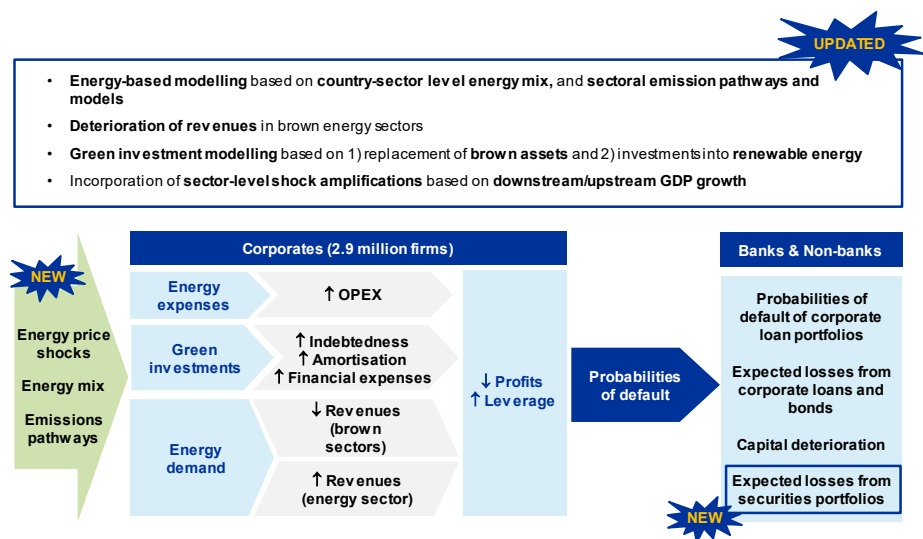 UPDATED
• Energy-based modelling based on country-sector level energy mix, and sectoral emission pathways and
models
• Deterioration of revenues in brown energy sectors
• Green investment modelling based on 1) replacement of brown assets and 2) investments into renewable energy
• Incorporation of sector-level shock amplifications based on downstream/upstream GDP growth
NEW
Energy price
shocks
Energy mix
Emissions
pathways
Corporates (2.9 million firms)
Energy
expenses
↑ OPEX
Green
investments
↑ Indebtedness
↑ Amortisation
↑ Financial expenses
Energy
demand
↓ Revenues
(brown
sectors)
↑ Revenues
(energy sector)
↓ Profits
↑ Leverage
Probabilities
of default
Banks & Non-banks
Probabilities of
default of corporate
loan portfolios
Expected losses from
corporate loans and
bonds
Capital deterioration
Expected losses from
securities portfolios
NEW